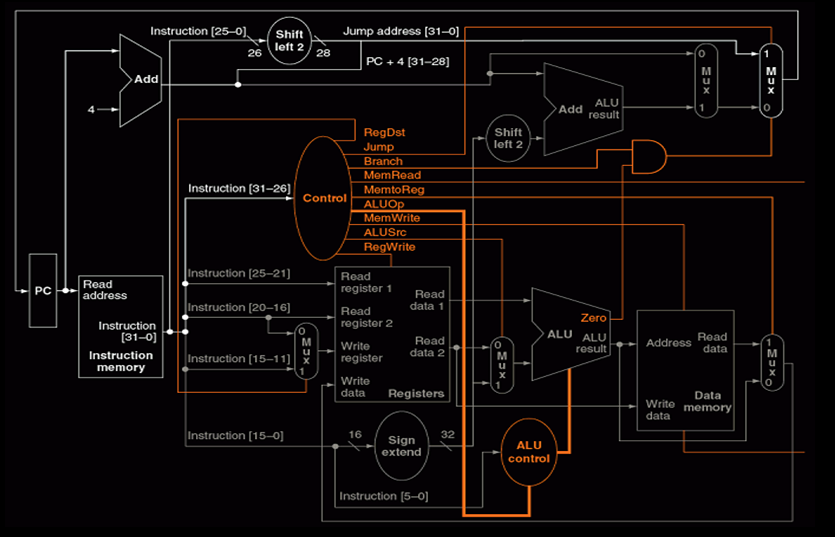 Instruction [25–0]
26
Shift
left 2
28
Jump address [31–0]
PC + 4 [31–28]
Add
4
0
M
u
x
1
1
M
u
x
0
Add
ALU
result
Shift
left 2
RegDst
Jump
Branch
MemRead
MemtoReg
ALUOp
MemWrite
ALUSrc
RegWrite
Control
Instruction [31–26]
PC
Read
address
Instruction
[31–0]
Instruction
memory
Instruction [25–21]
Instruction [20–16]
Instruction [15–11]
0
M
u
x
1
Read
register 1
Read
register 2
Write
register
Write
data
Read
data 1
Read
data 2
Registers
0
M
u
x
1
Zero
ALU
ALU
result
Address
Read
data
Write
data
Data
memory
1
M
u
x
0
Instruction [15–0]
16
Sign
extend
32
ALU
control
Instruction [5–0]